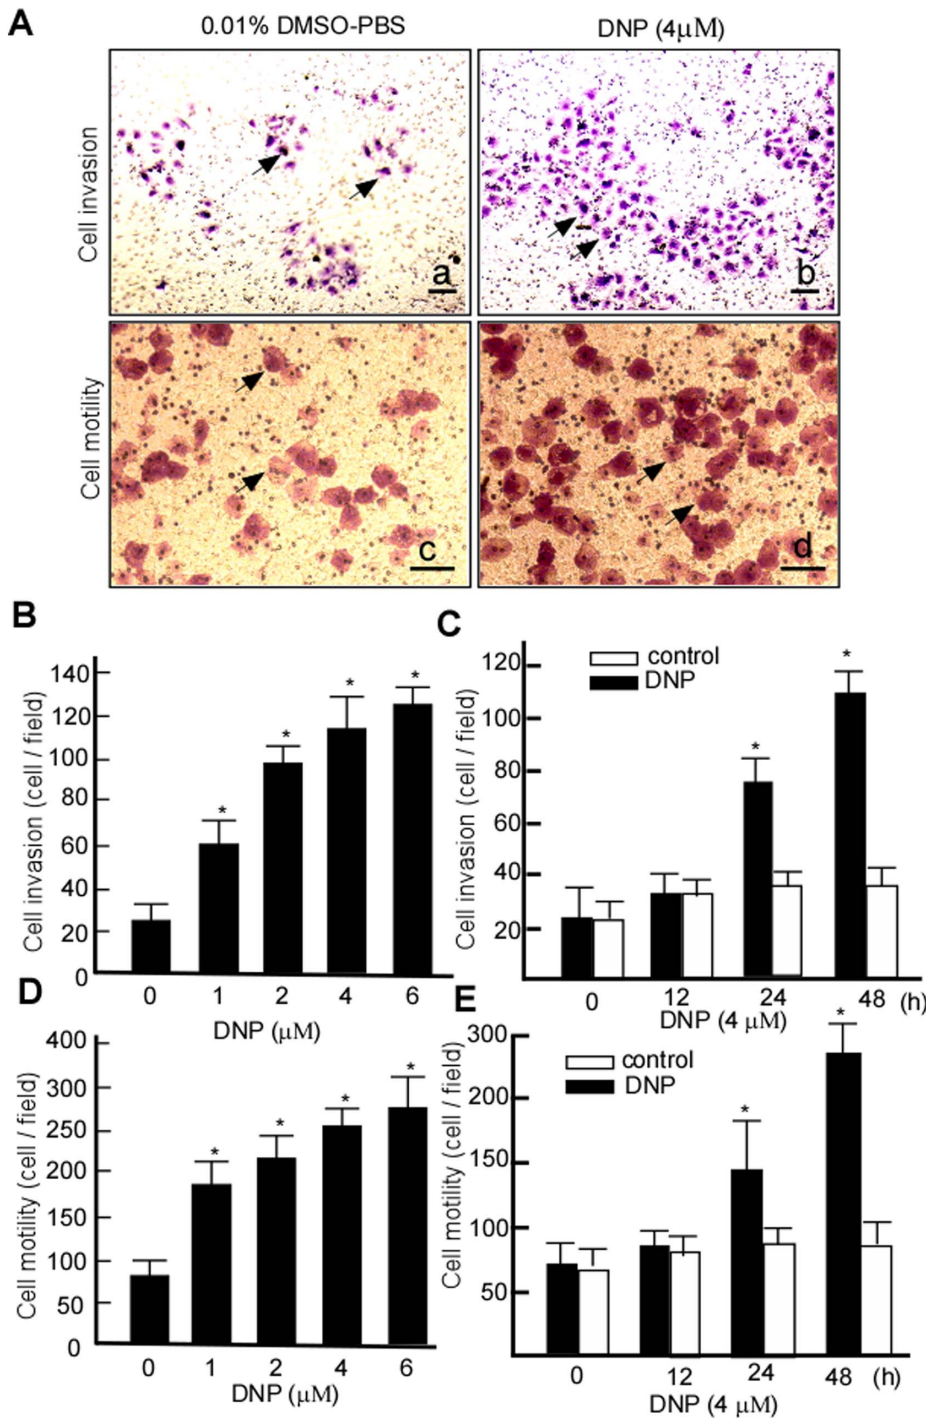 A
0.01% DMSO-PBS
DNP (4μM)
Cell invasion
a
b
Cell motility
c
d
B
Cell invasion (cell / field)
140
*
120
*
100
*
80
*
60
40
20
0
0 1 2 4 6
DNP (μM)
C
Cell invasion (cell / field)
control
DNP
120
*
100
80
*
60
40
20
0 12 24 48 (h)
DNP (4 μM)
D
Cell motility (cell / field)
400
300
*
250
*
200
*
150
*
100
50
0
0 1 2 4 6
DNP (μM)
E
Cell motility (cell / field)
control
DNP
300
*
200
*
150
100
50
0 12 24 48 (h)
DNP (4 μM)